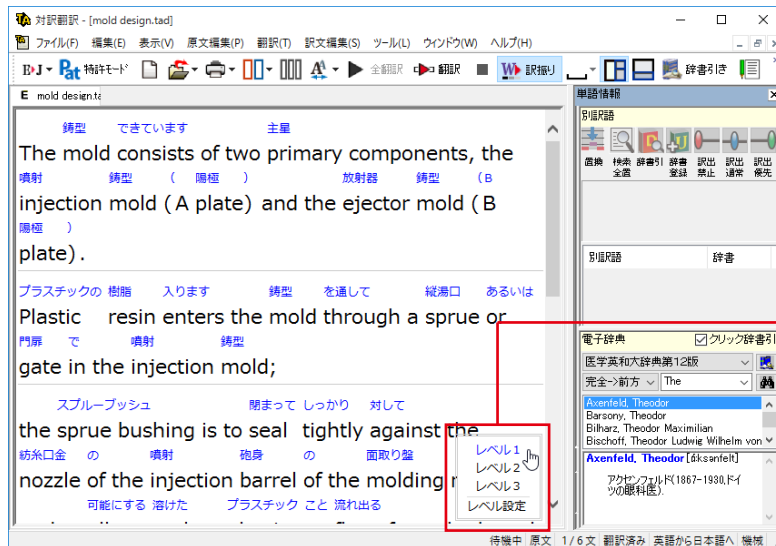 対訳翻訳 - [mold design.tad]
ファイル(F) 編集(E) 表示(V) 原文編集(P) 翻訳(T) 訳文編集(S) ツール(L) ウィンドウ(W) ヘルプ(H)
E▸J Pat 特許モード 全翻訳 翻訳 W 訳振り 辞書引き
E mold design.ta
単語情報
鋳型 できています 主星
The mold consists of two primary components, the
噴射 鋳型 ( 陽極 ) 放射器 鋳型 (B
injection mold (A plate) and the ejector mold (B
陽極 )
plate).
プラスチックの 樹脂 入ります 鋳型 を通して 縦湯口 あるいは
Plastic resin enters the mold through a sprue or
門扉 で 噴射 鋳型
gate in the injection mold;
スプルーブッシュ 閉まって しっかり 対して
the sprue bushing is to seal tightly against the
紡糸口金 の 噴射 砲身 の 面取り盤
nozzle of the injection barrel of the molding
可能にする 溶けた プラスチック こと 流れ出る
レベル1
レベル2
レベル3
レベル設定
別訳語
置換 検索全置 辞書引 辞書登録 訳出禁止 訳出通常 訳出優先
別訳語 辞書
電子辞典 クリック辞書引
医学英和大辞典第12版
完全->前方 The
Axenfeld, Theodor
Barsony, Theodor
Bilharz, Theodor Maximilian
Bischoff, Theodor Ludwig Wilhelm von
Axenfeld, Theodor [áksənfelt]
アクセンフェルド(1867-1930,ドイ
ツの眼科医).
待機中 原文 1/6文 翻訳済み 英語から日本語へ 機械